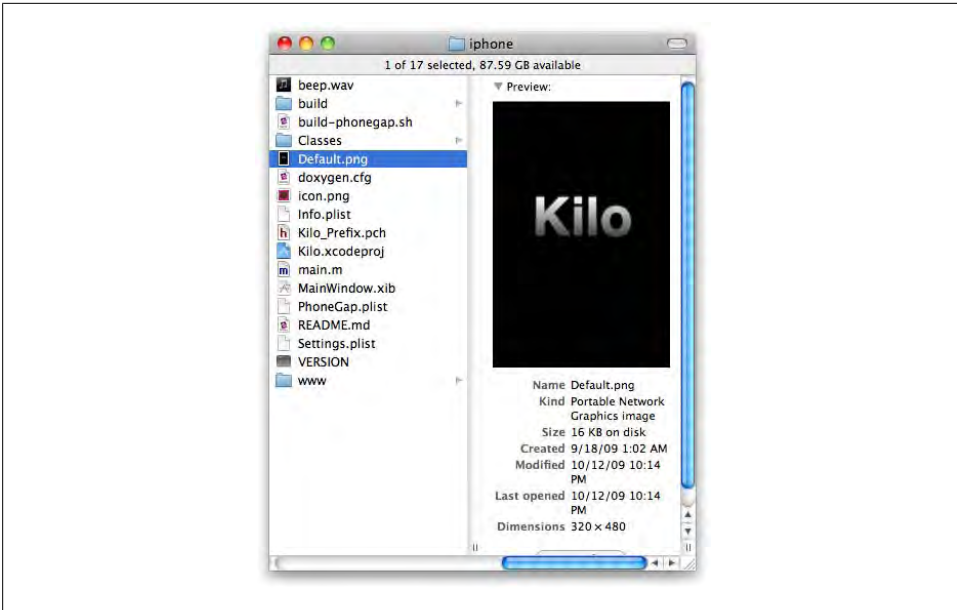 iphone
1 of 17 selected, 87.59 GB available
beep.wav
build
build-phonegap.sh
Classes
Default.png
doxygen.cfg
icon.png
Info.plist
Kilo_Prefix.pch
Kilo.xcodeproj
main.m
MainWindow.xib
PhoneGap.plist
README.md
Settings.plist
VERSION
www
Preview:
Kilo
Name Default.png
Kind Portable Network
Graphics image
Size 16 KB on disk
Created 9/18/09 1:02 AM
Modified 10/12/09 10:14
PM
Last opened 10/12/09 10:14
PM
Dimensions 320 × 480